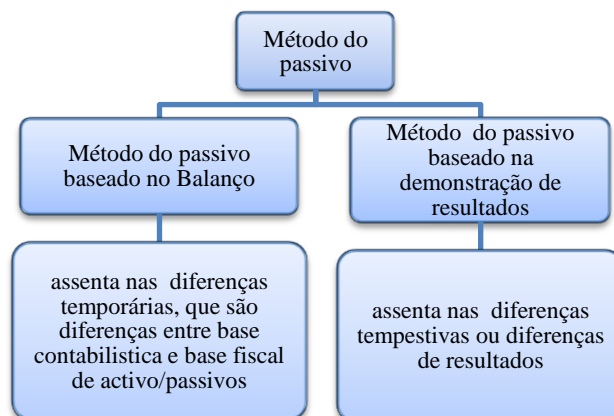 Método do
passivo
Método do passivo
baseado no Balanço
Método do passivo
baseado na
demonstração de
resultados
assenta nas diferenças
temporárias, que são
diferenças entre base
contabilistica e base fiscal
de activo/passivos
assenta nas diferenças
tempestivas ou diferenças
de resultados